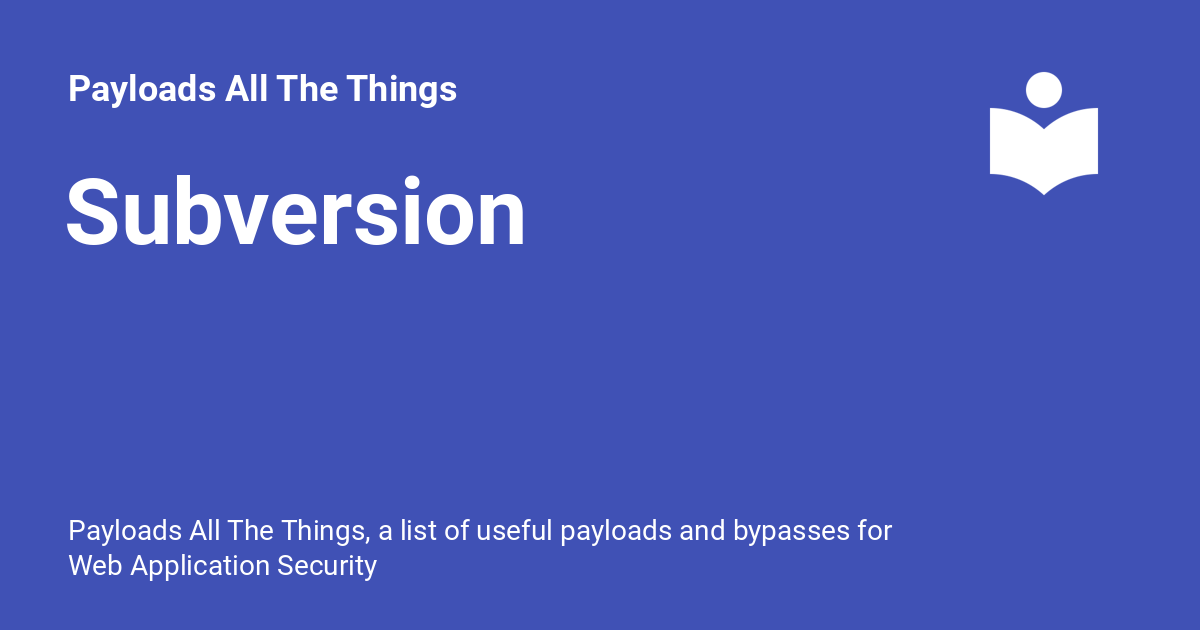 Payloads All The Things
Subversion
Payloads All The Things, a list of useful payloads and bypasses for
Web Application Security